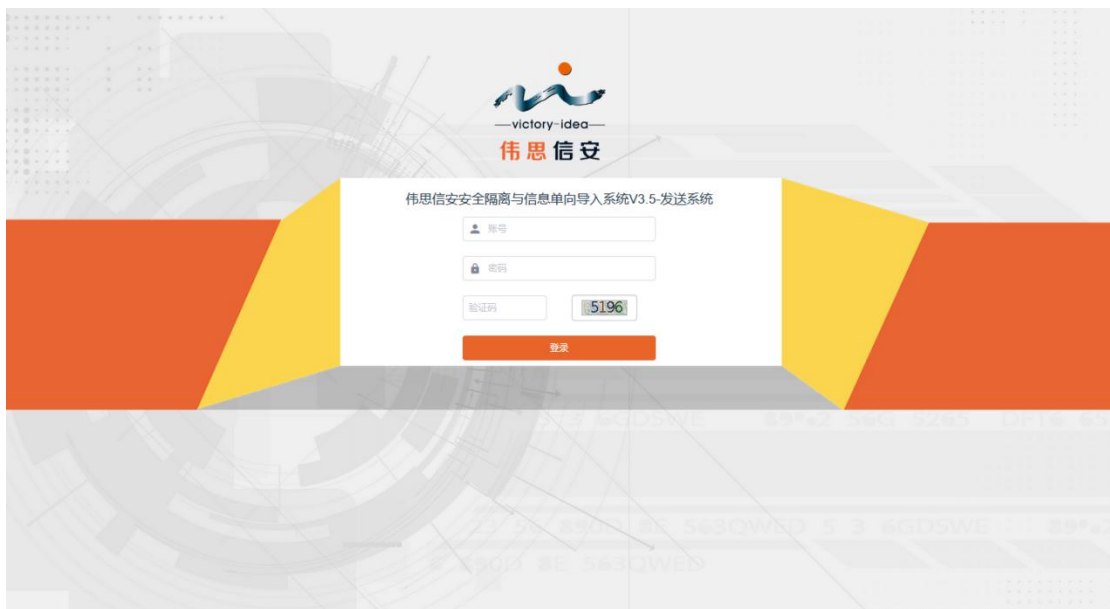 victory-idea
伟思信安
伟思信安安全隔离与信息单向导入系统V3.5-发送系统
账号
密码
验证码
5196
登录